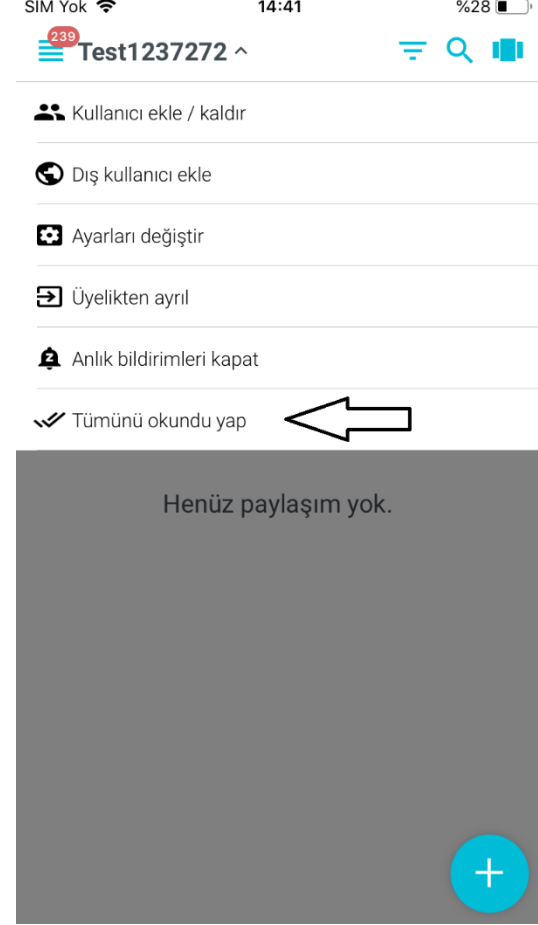 SIM Yok 14:41 %28
239
Test1237272
Kullanıcı ekle / kaldır
Dış kullanıcı ekle
Ayarları değiştir
Üyelikten ayrıl
Anlık bildirimleri kapat
Tümünü okundu yap
Henüz paylaşım yok.